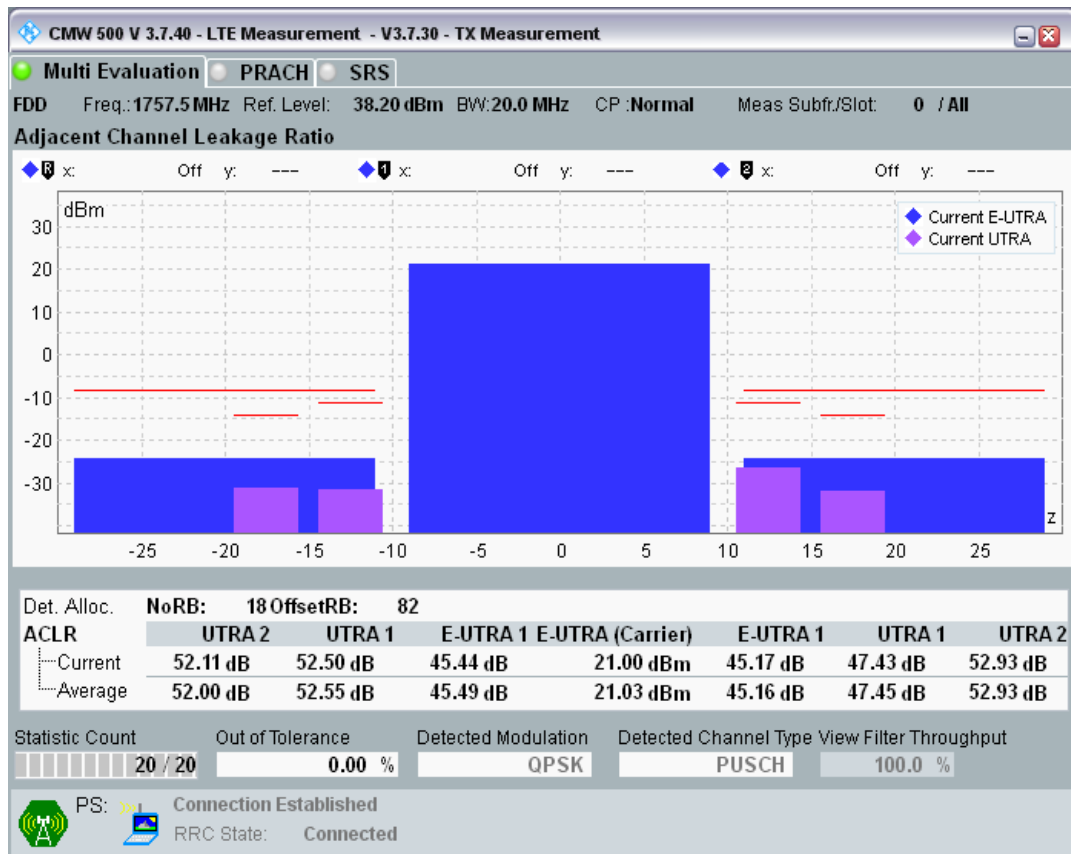 CMW 500 V 3.7.40 - LTE Measurement - V3.7.30 - TX Measurement
Multi Evaluation PRACH SRS
FDD Freq.:1757.5 MHz Ref. Level: 38.20 dBm BW:20.0 MHz CP :Normal Meas Subfr./Slot: 0 / All
Adjacent Channel Leakage Ratio
R x: Off y: --- 1 x: Off y: --- 2 x: Off y: ---
dBm
Current E-UTRA
Current UTRA
30
20
10
0
-10
-20
-30
z
-25 -20 -15 -10 -5 0 5 10 15 20 25
Det. Alloc. NoRB: 18 OffsetRB: 82
ACLR UTRA 2 UTRA 1 E-UTRA 1 E-UTRA (Carrier) E-UTRA 1 UTRA 1 UTRA 2
Current 52.11 dB 52.50 dB 45.44 dB 21.00 dBm 45.17 dB 47.43 dB 52.93 dB
Average 52.00 dB 52.55 dB 45.49 dB 21.03 dBm 45.16 dB 47.45 dB 52.93 dB
Statistic Count Out of Tolerance Detected Modulation Detected Channel Type View Filter Throughput
20 / 20 0.00 % QPSK PUSCH 100.0 %
PS: Connection Established
RRC State: Connected